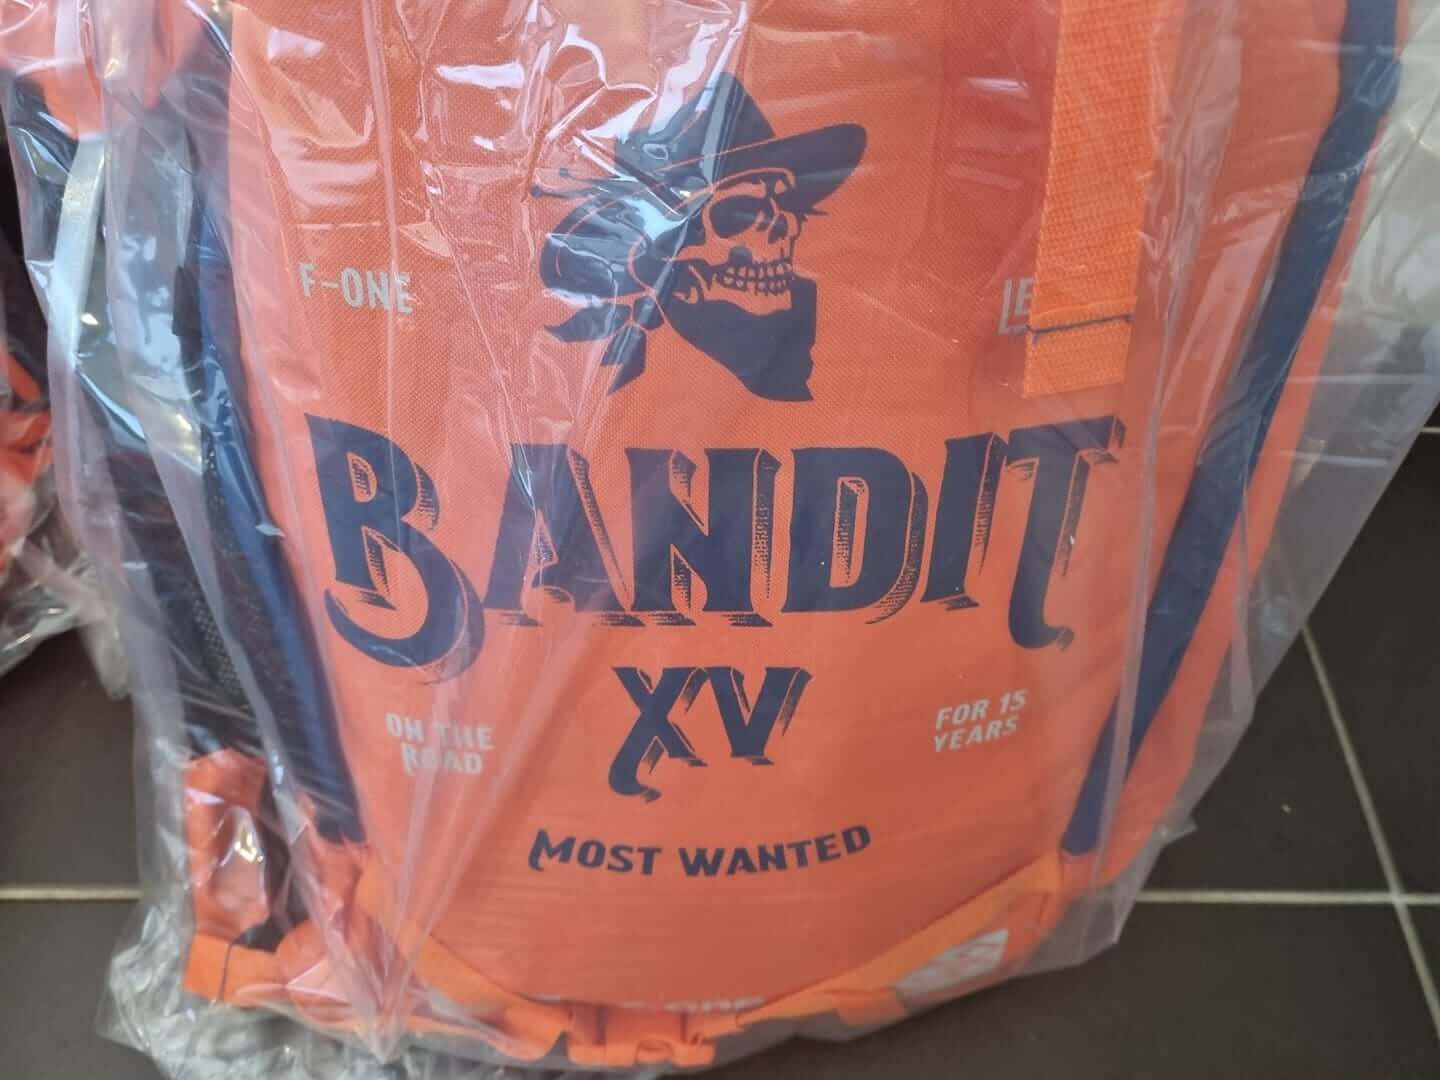 F-ONE
BANDIT
XV
ON THE
ROAD
FOR 15
YEARS
MOST WANTED